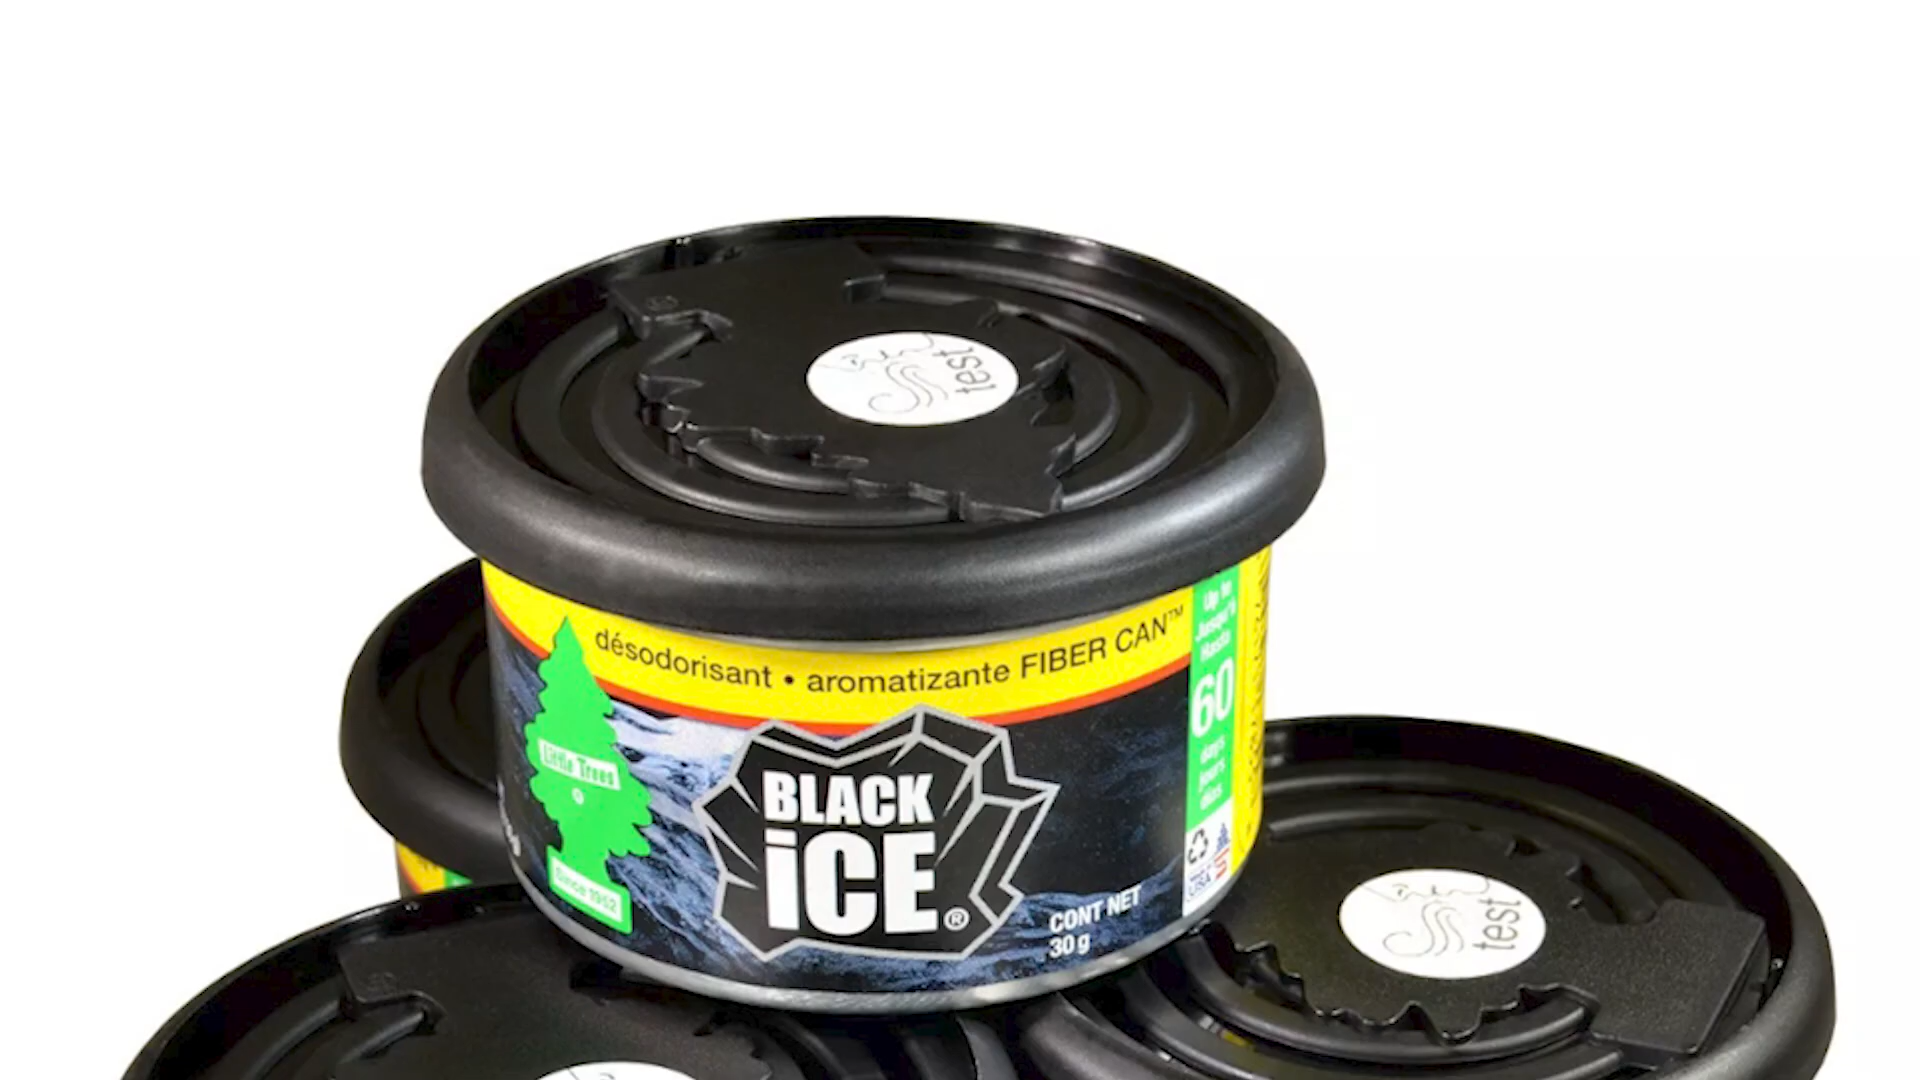 test
désodorisant • aromatizante FIBER CAN™
Up to
Jusqu'à
Hasta
60
days
jours
días
Little Trees
BLACK
iCE®
Since 1952
CONT NET
30 g
USA
test